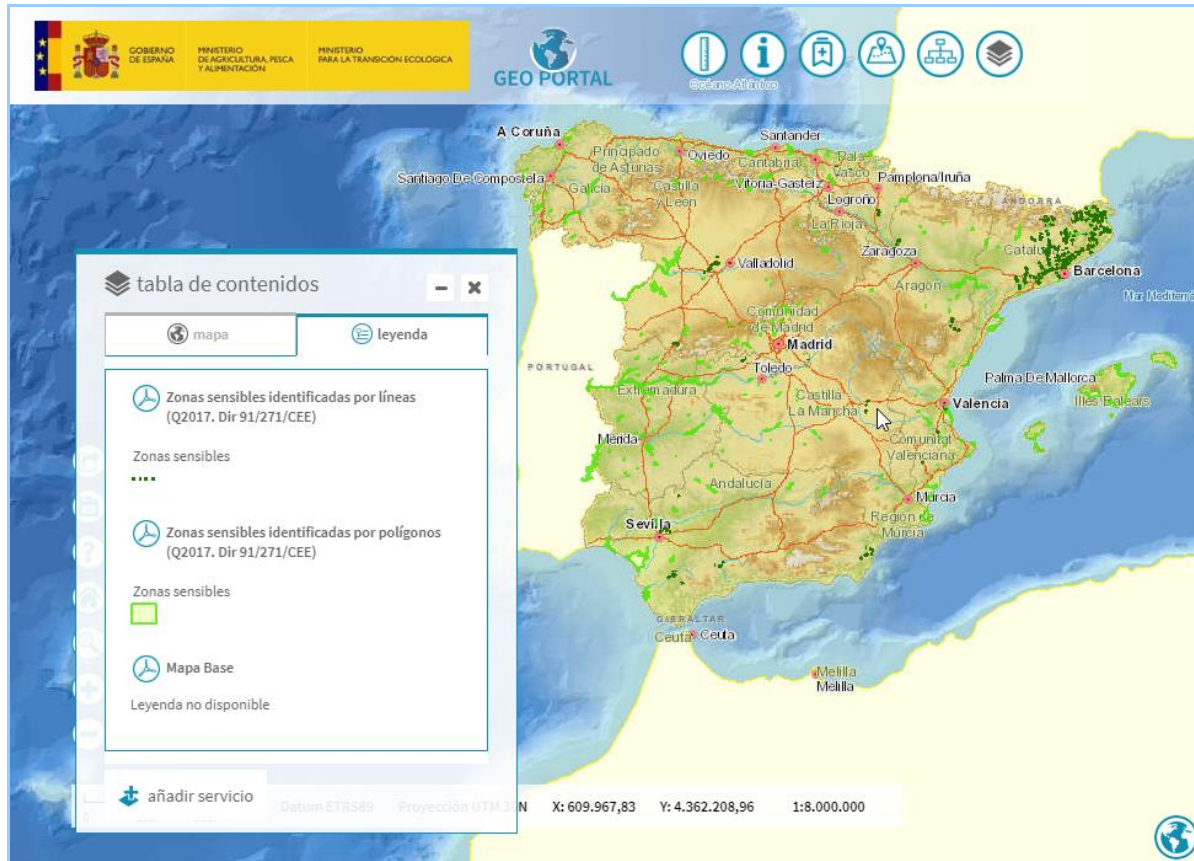 GOBIERNO
DE ESPAÑA
MINISTERIO
DE AGRICULTURA, PESCA
Y ALIMENTACIÓN
MINISTERIO
PARA LA TRANSICIÓN ECOLÓGICA
GEO PORTAL
Océano Atlántico
A Coruña
Santander
Principado
de Asturias
Oviedo
Cantabria
País
Vasco
Santiago De Compostela
Galicia
Castilla
y León
Vitoria-Gasteiz
Pamplona/Iruña
Logroño
La Rioja
ANDORRA
Zaragoza
Valladolid
Barcelona
Aragón
Comunidad
de Madrid
Madrid
PORTUGAL
Toledo
Palma De Mallorca
Extremadura
Castilla
La Mancha
Valencia
Illes Balears
Mérida
Comunitat
Valenciana
Andalucía
Murcia
Región de
Murcia
Sevilla
GIBRALTAR
Ceuta
Ceuta
Melilla
Melilla
tabla de contenidos
mapa
leyenda
Zonas sensibles identificadas por líneas
(Q2017. Dir 91/271/CEE)
Zonas sensibles
Zonas sensibles identificadas por polígonos
(Q2017. Dir 91/271/CEE)
Zonas sensibles
Mapa Base
Leyenda no disponible
añadir servicio
Datum ETRS89 Proyección UTM 30N X: 609.967,83 Y: 4.362.208,96 1:8.000.000